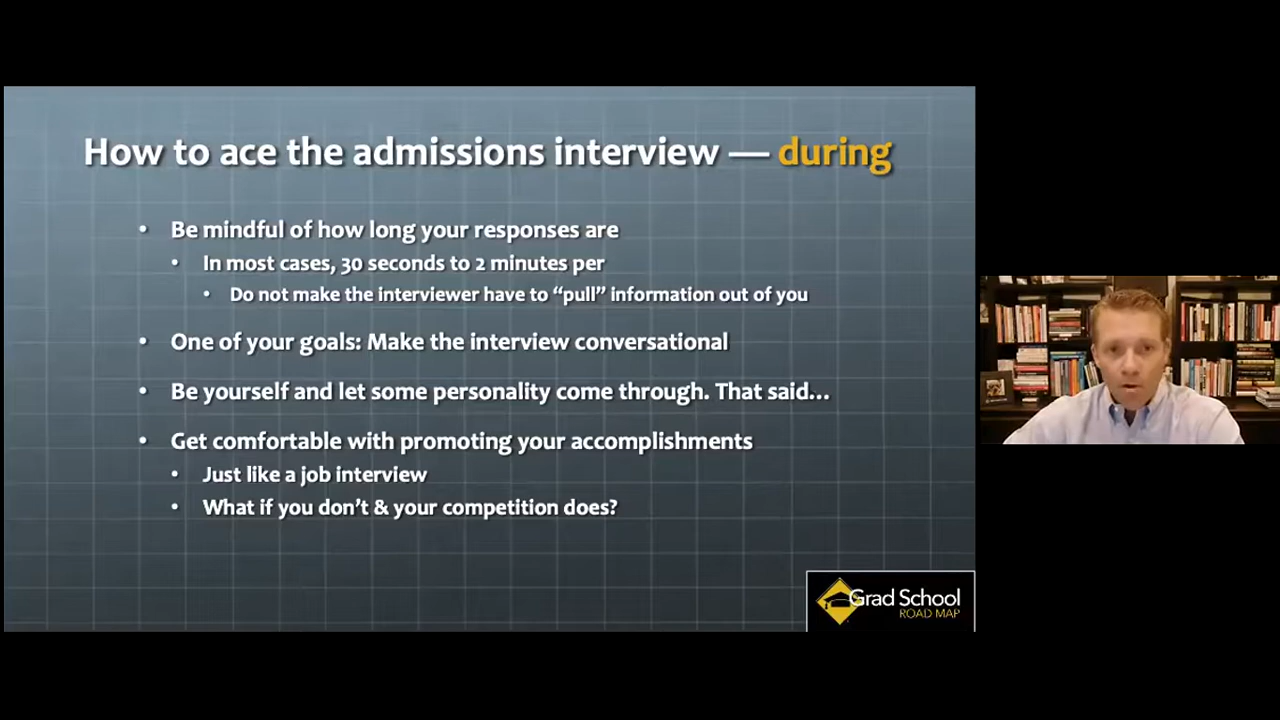 How to ace the admissions interview — during
• Be mindful of how long your responses are
• In most cases, 30 seconds to 2 minutes per
• Do not make the interviewer have to “pull” information out of you
• One of your goals: Make the interview conversational
• Be yourself and let some personality come through. That said...
• Get comfortable with promoting your accomplishments
• Just like a job interview
• What if you don’t & your competition does?
Grad School
ROAD MAP